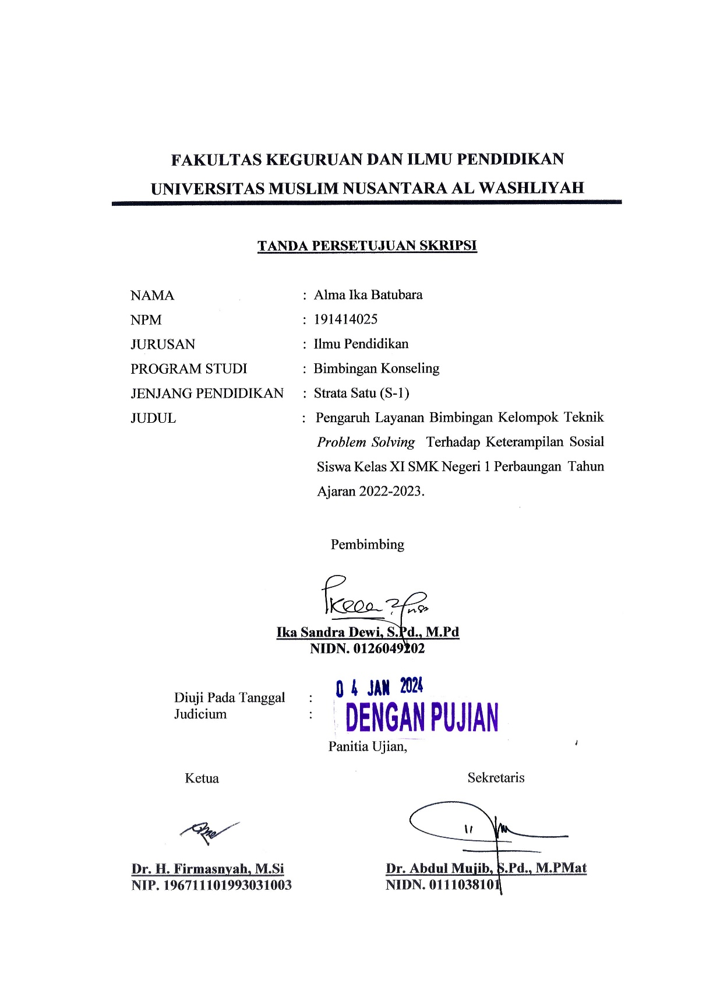 FAKULTAS KEGURUAN DAN ILMU PENDIDIKAN
UNIVERSITAS MUSLIM NUSANTARA AL WASHLIYAH
TANDA PERSETUJUAN SKRIPSI
NAMA : Alma Ika Batubara
NPM : 191414025
JURUSAN : Ilmu Pendidikan
PROGRAM STUDI : Bimbingan Konseling
JENJANG PENDIDIKAN : Strata Satu (S-1)
JUDUL : Pengaruh Layanan Bimbingan Kelompok Teknik
Problem Solving Terhadap Keterampilan Sosial
Siswa Kelas XI SMK Negeri 1 Perbaungan Tahun
Ajaran 2022-2023.
Pembimbing
Ika Sandra Dewi, S.Pd., M.Pd
NIDN. 0126049202
Diuji Pada Tanggal : 04 JAN 2024
Judicium : DENGAN PUJIAN
Panitia Ujian,
Ketua Sekretaris
Dr. H. Firmasnyah, M.Si Dr. Abdul Mujib, S.Pd., M.PMat
NIP. 196711101993031003 NIDN. 0111038101